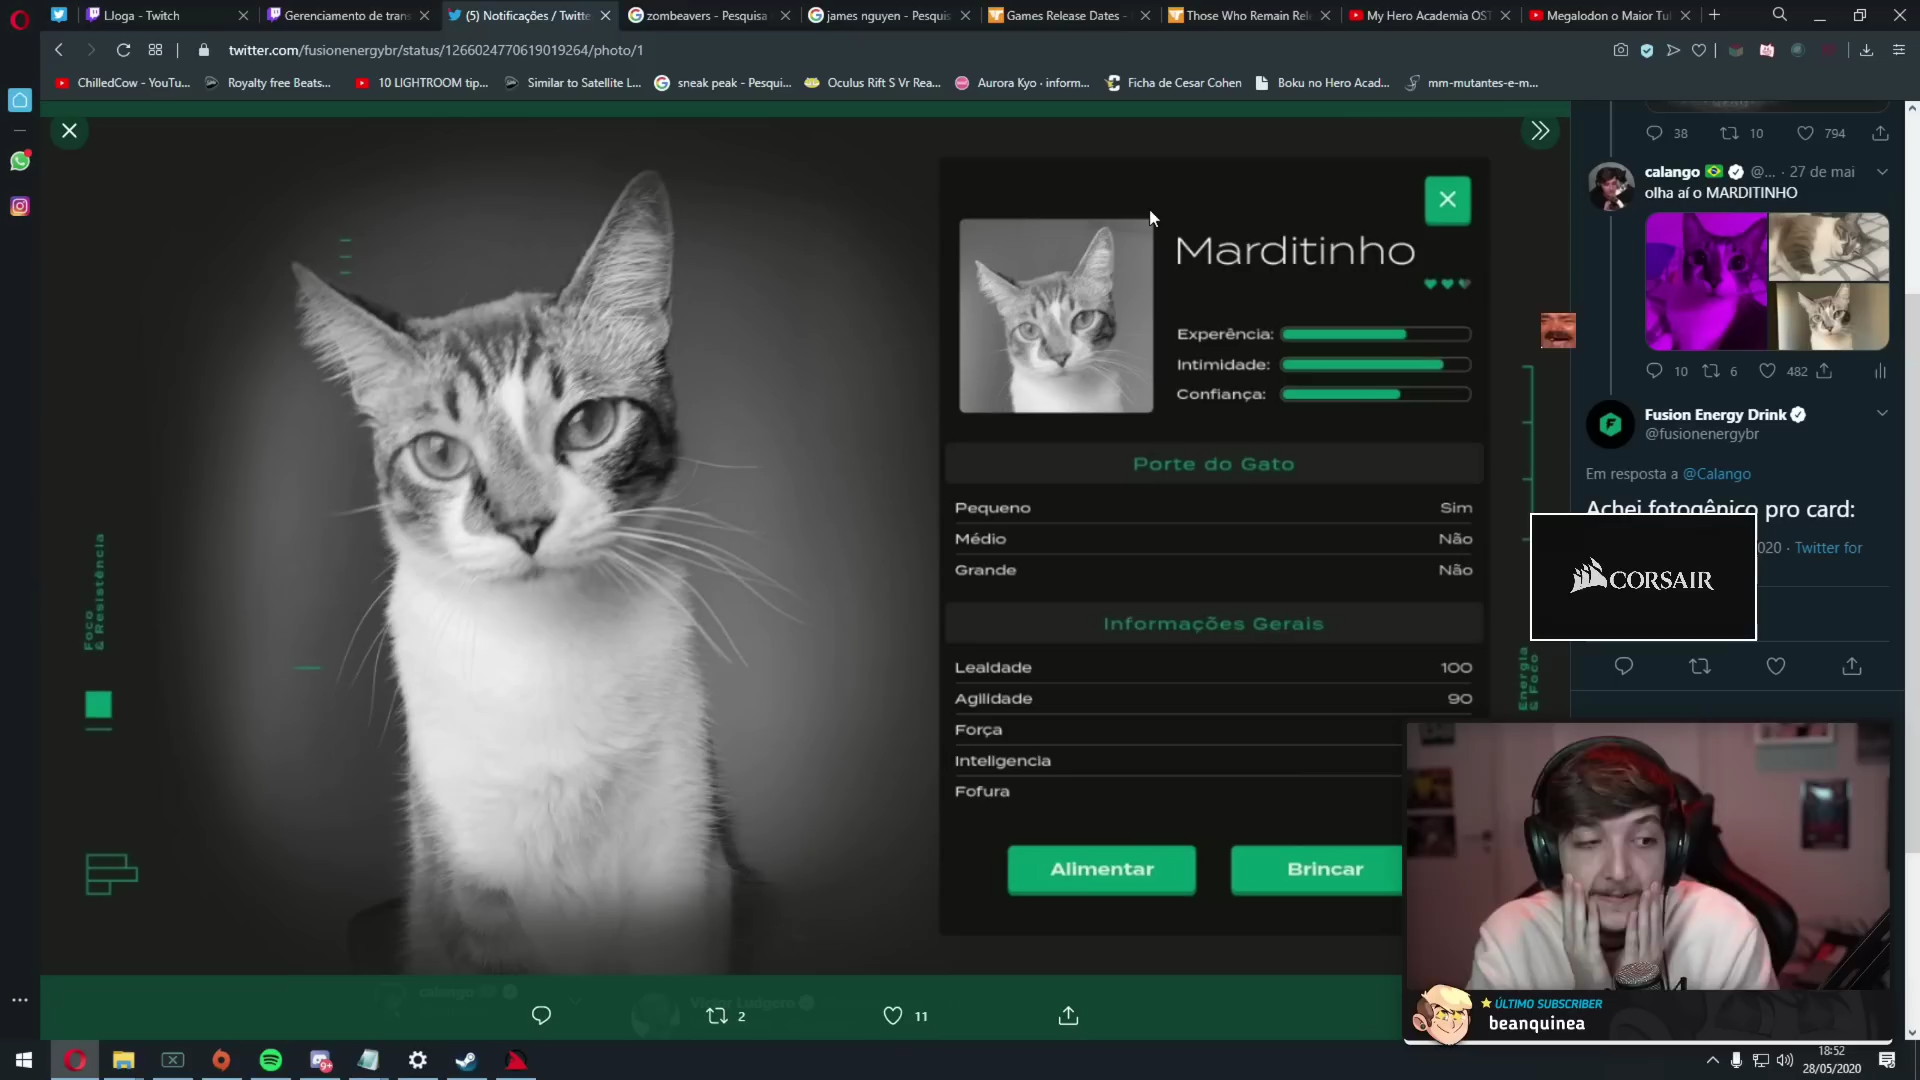 LJoga - Twitch
Gerenciamento de tran
(5) Notificações / Twitte
zombeavers - Pesquisa
james nguyen - Pesquis
Games Release Dates -
Those Who Remain Rel
My Hero Academia OST
Megalodon o Maior Tu
twitter.com/fusionenergybr/status/1266024770619019264/photo/1
ChilledCow - YouTu...
Royalty free Beats...
10 LIGHTROOM tip...
Similar to Satellite L...
sneak peak - Pesqui...
Oculus Rift S Vr Rea...
Aurora Kyo · inform...
Ficha de Cesar Cohen
Boku no Hero Acad...
mm-mutantes-e-m...
Marditinho
Experência:
Intimidade:
Confiança:
Porte do Gato
Pequeno Sim
Médio Não
Grande Não
Informações Gerais
Lealdade 100
Agilidade 90
Força
Inteligencia
Fofura
Alimentar
Brincar
Foco
& Resistência
Energia
& Foco
2
11
38 10 794
calango @... · 27 de mai
olha aí o MARDITINHO
10 6 482
Fusion Energy Drink
@fusionenergybr
Em resposta a @Calango
Achei fotogênico pro card:
020 · Twitter for
CORSAIR
ÚLTIMO SUBSCRIBER
beanquinea
9+
18:52
28/05/2020